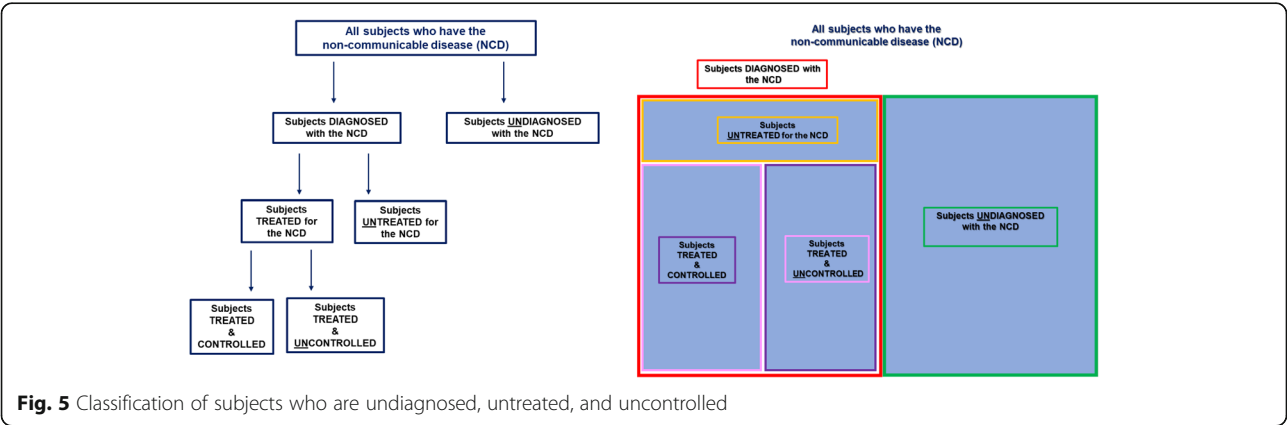 All subjects who have the
non-communicable disease (NCD)
Subjects DIAGNOSED
with the NCD
Subjects UNDIAGNOSED
with the NCD
Subjects
TREATED for
the NCD
Subjects
UNTREATED for
the NCD
Subjects
TREATED
&
CONTROLLED
Subjects
TREATED
&
UNCONTROLLED
All subjects who have the
non-communicable disease (NCD)
Subjects DIAGNOSED with
the NCD
Subjects
UNTREATED for the NCD
Subjects
TREATED
&
CONTROLLED
Subjects
TREATED
&
UNCONTROLLED
Subjects UNDIAGNOSED
with the NCD
Fig. 5 Classification of subjects who are undiagnosed, untreated, and uncontrolled